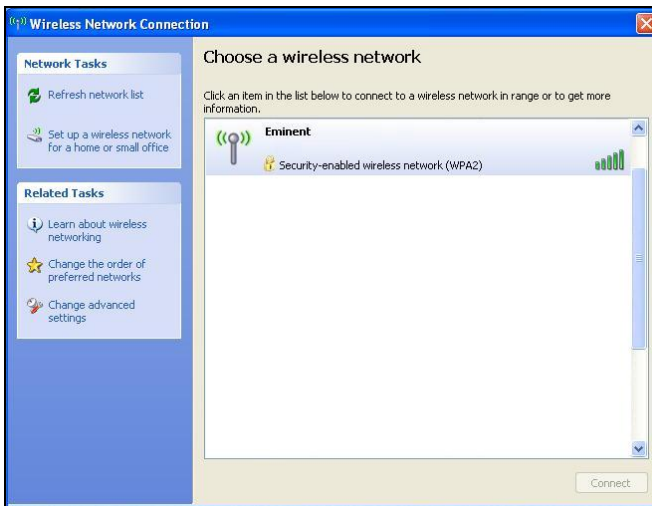 Wireless Network Connection
Network Tasks
Refresh network list
Set up a wireless network
for a home or small office
Related Tasks
Learn about wireless
networking
Change the order of
preferred networks
Change advanced
settings
Choose a wireless network
Click an item in the list below to connect to a wireless network in range or to get more
information.
Eminent
Security-enabled wireless network (WPA2)
Connect